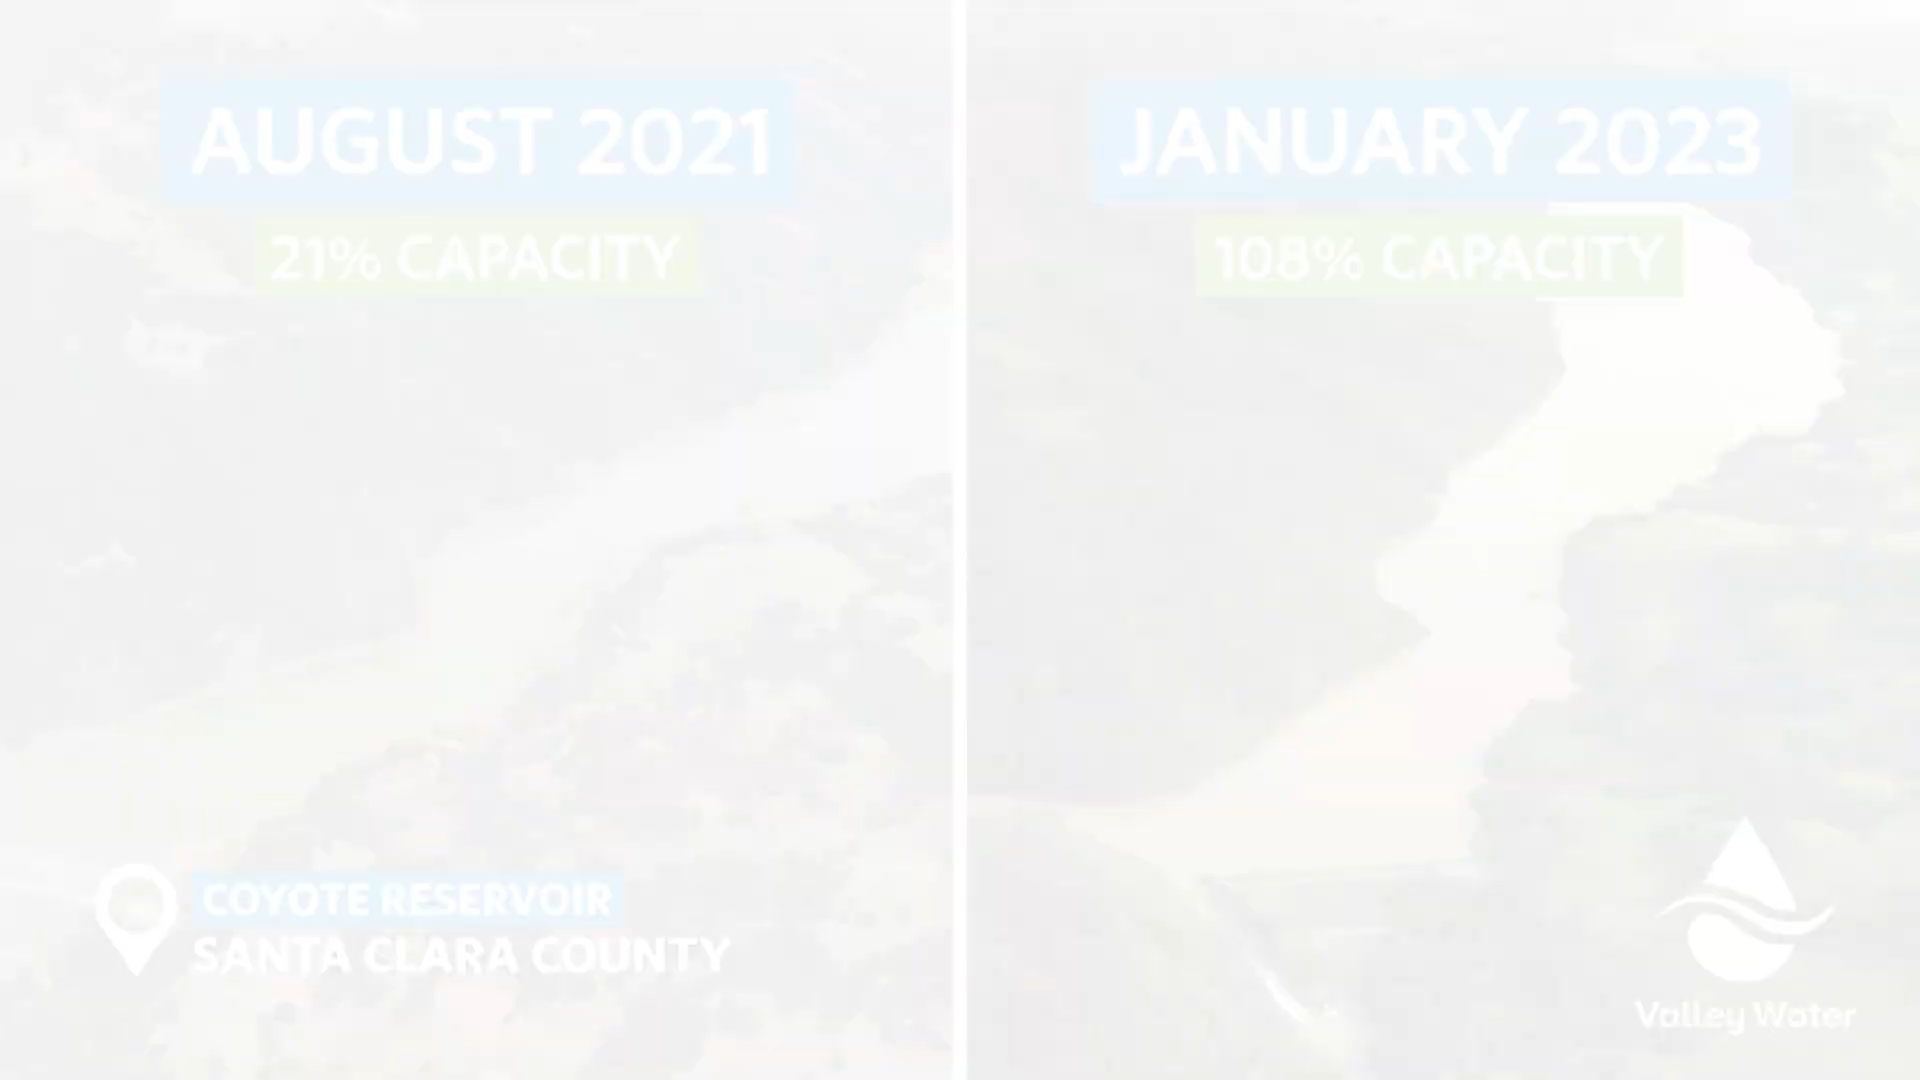 AUGUST 2021
21% CAPACITY
COYOTE RESERVOIR
SANTA CLARA COUNTY
JANUARY 2023
108% CAPACITY
Valley Water